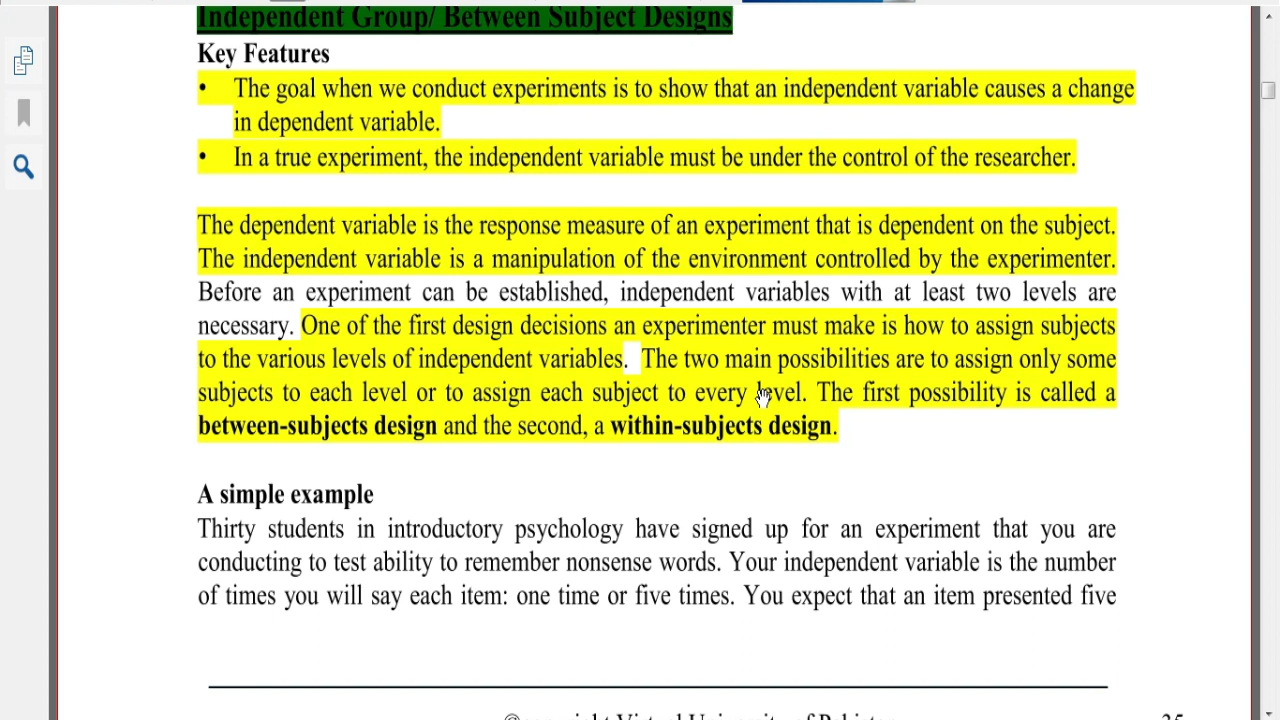 Independent Group/ Between Subject Designs
Key Features
• The goal when we conduct experiments is to show that an independent variable causes a change
in dependent variable.
• In a true experiment, the independent variable must be under the control of the researcher.
The dependent variable is the response measure of an experiment that is dependent on the subject.
The independent variable is a manipulation of the environment controlled by the experimenter.
Before an experiment can be established, independent variables with at least two levels are
necessary. One of the first design decisions an experimenter must make is how to assign subjects
to the various levels of independent variables. The two main possibilities are to assign only some
subjects to each level or to assign each subject to every level. The first possibility is called a
between-subjects design and the second, a within-subjects design.
A simple example
Thirty students in introductory psychology have signed up for an experiment that you are
conducting to test ability to remember nonsense words. Your independent variable is the number
of times you will say each item: one time or five times. You expect that an item presented five
©copyright Virtual University of Pakistan 35